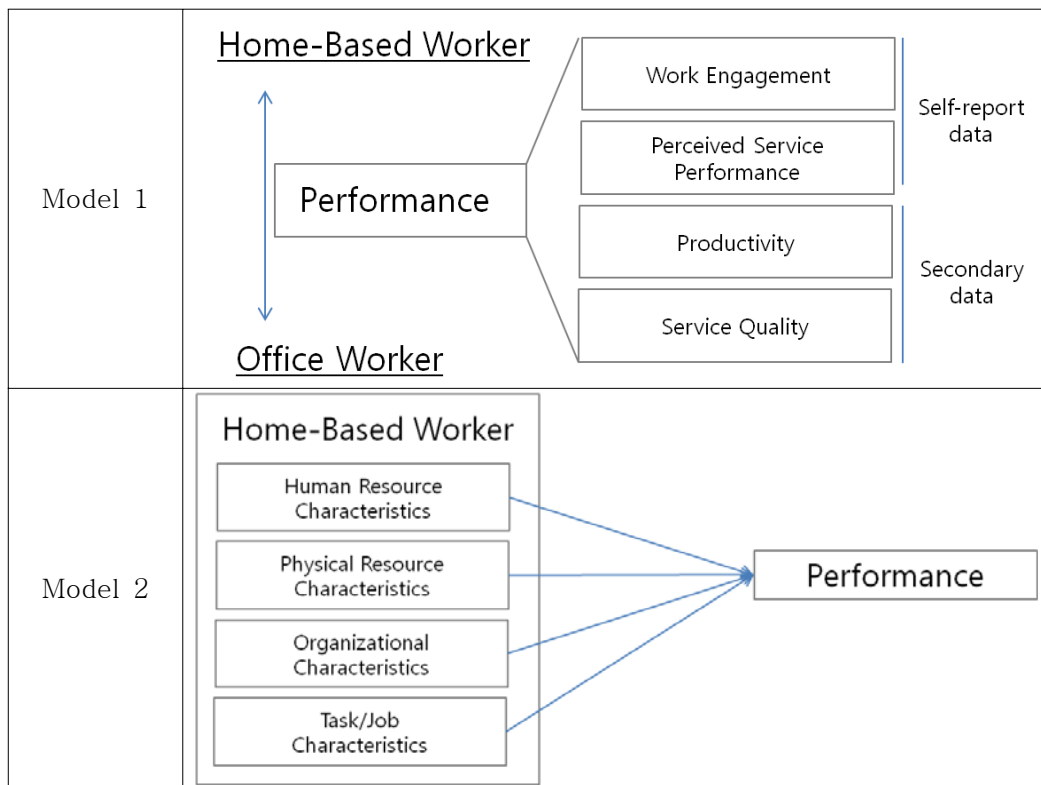 Model 1
Home-Based Worker
Performance
Office Worker
Work Engagement
Perceived Service
Performance
Productivity
Service Quality
Self-report
data
Secondary
data
Model 2
Home-Based Worker
Human Resource
Characteristics
Physical Resource
Characteristics
Organizational
Characteristics
Task/Job
Characteristics
Performance